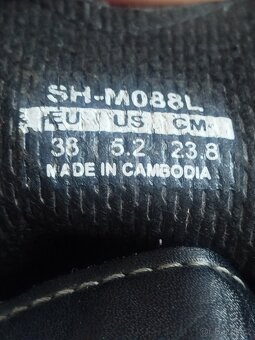 SH-M088L
EU US CM
38 5.2 23.8
MADE IN CAMBODIA